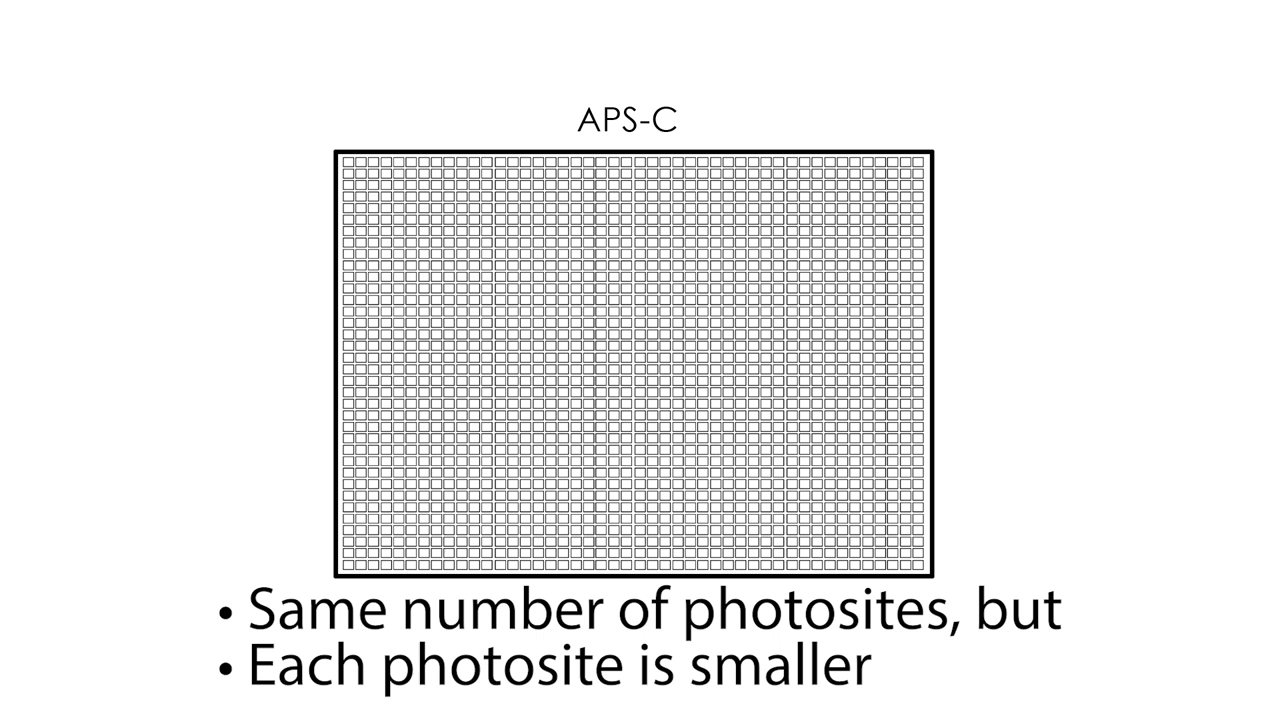 APS-C
• Same number of photosites, but
• Each photosite is smaller